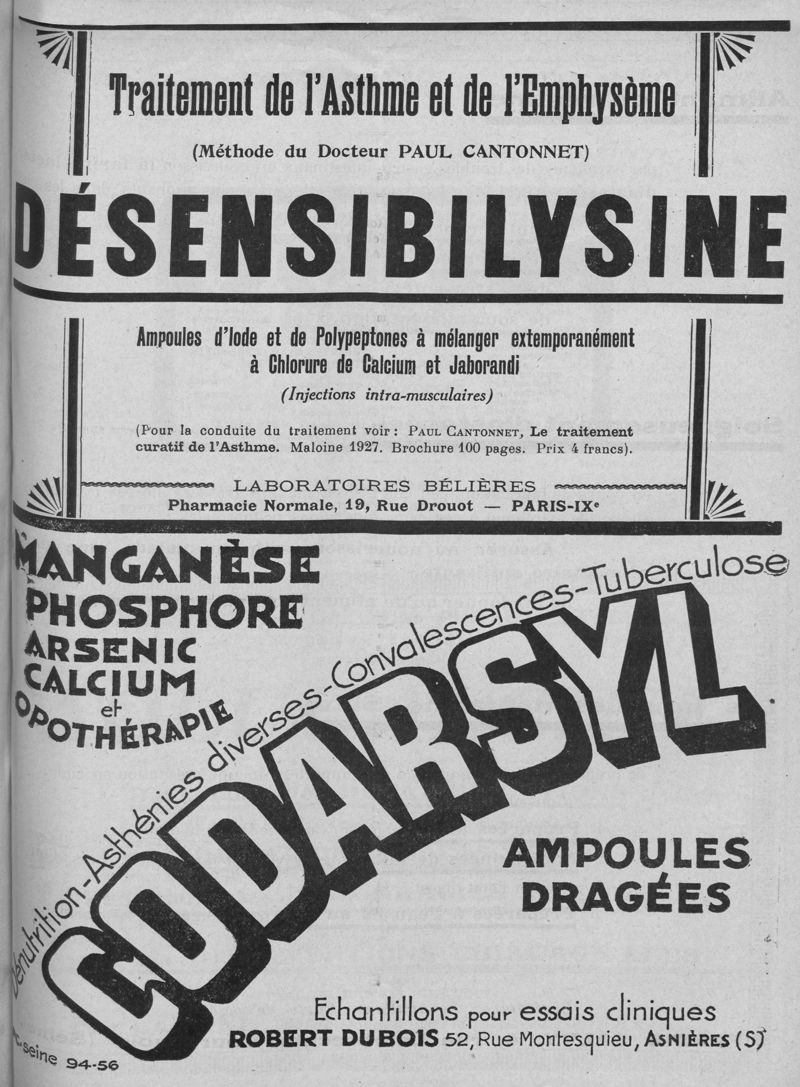 Traitement de l'Asthme et de l'Emphysème
(Méthode du Docteur PAUL CANTONNET)
DÉSENSIBILYSINE
Ampoules d'Iode et de Polypeptones à mélanger extemporanément
à Chlorure de Calcium et Jaborandi
(Injections intra-musculaires)
(Pour la conduite du traitement voir : PAUL CANTONNET, Le traitement
curatif de l'Asthme. Maloine 1927. Brochure 100 pages. Prix 4 francs).
LABORATOIRES BÉLIÈRES
Pharmacie Normale, 19, Rue Drouot — PARIS-IXe
MANGANÈSE
PHOSPHORE
ARSENIC
CALCIUM
et
OPOTHÉRAPIE
Dénutrition-Asthénies diverses-Convalescences-Tuberculose
CODARSYL
AMPOULES
DRAGÉES
Echantillons pour essais cliniques
ROBERT DUBOIS 52, Rue Montesquieu, ASNIÈRES (S)
Seine 94-56